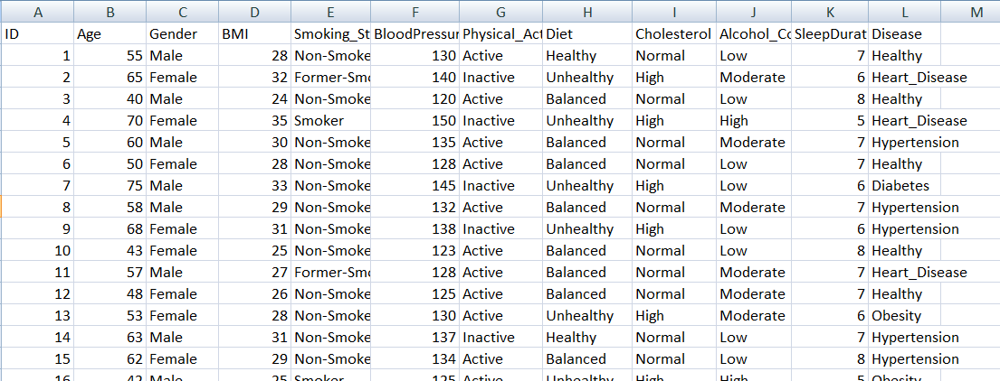 A B C D E F G H I J K L M
ID Age Gender BMI Smoking_St BloodPressur Physical_Act Diet Cholesterol Alcohol_Co SleepDurat Disease
1 55 Male 28 Non-Smoke 130 Active Healthy Normal Low 7 Healthy
2 65 Female 32 Former-Smo 140 Inactive Unhealthy High Moderate 6 Heart_Disease
3 40 Male 24 Non-Smoke 120 Active Balanced Normal Low 8 Healthy
4 70 Female 35 Smoker 150 Inactive Unhealthy High High 5 Heart_Disease
5 60 Male 30 Non-Smoke 135 Active Balanced Normal Moderate 7 Hypertension
6 50 Female 28 Non-Smoke 128 Active Balanced Normal Low 7 Healthy
7 75 Male 33 Non-Smoke 145 Inactive Unhealthy High Low 6 Diabetes
8 58 Male 29 Non-Smoke 132 Active Balanced Normal Moderate 7 Hypertension
9 68 Female 31 Non-Smoke 138 Inactive Unhealthy High Low 6 Hypertension
10 43 Female 25 Non-Smoke 123 Active Balanced Normal Low 8 Healthy
11 57 Male 27 Former-Smo 128 Active Balanced Normal Moderate 7 Heart_Disease
12 48 Female 26 Non-Smoke 125 Active Balanced Normal Moderate 7 Healthy
13 53 Female 28 Non-Smoke 130 Active Unhealthy High Moderate 6 Obesity
14 63 Male 31 Non-Smoke 137 Inactive Healthy Normal Low 7 Hypertension
15 62 Female 29 Non-Smoke 134 Active Balanced Normal Low 8 Hypertension
16 42 Male 25 Smoker 125 Active Unhealthy High High 5 Obesity